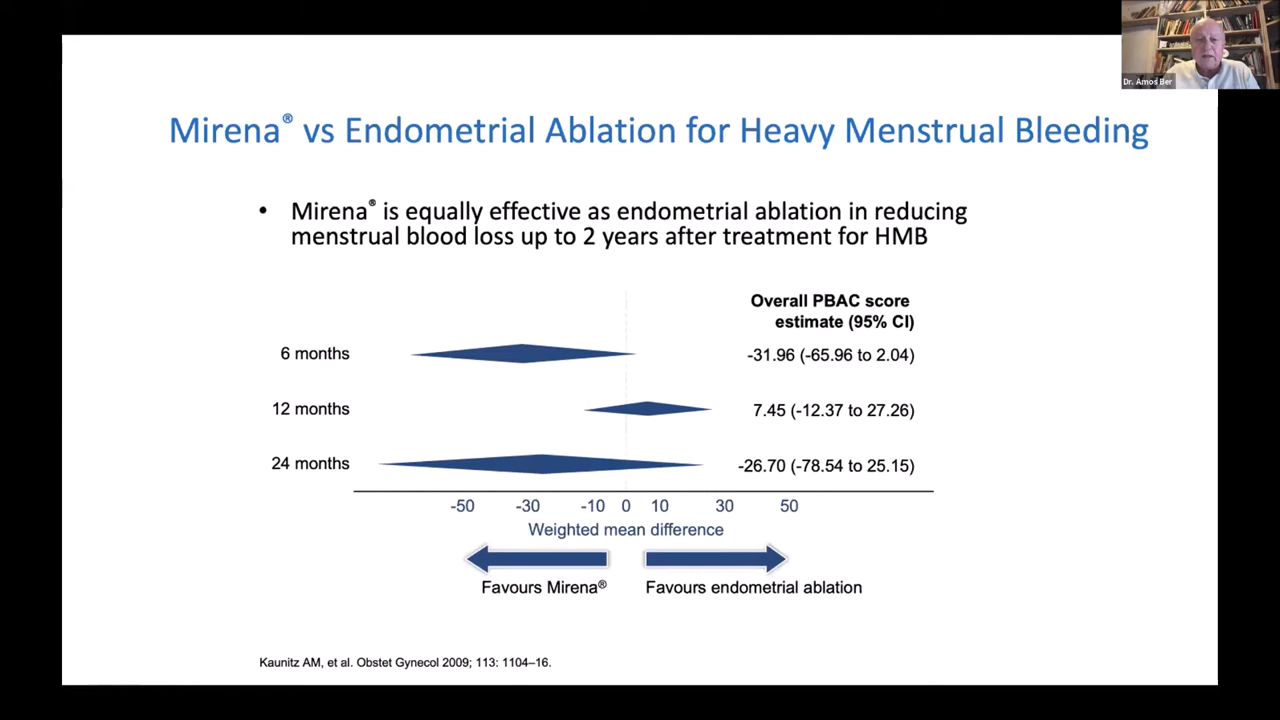 Dr. Amos Ber
Mirena® vs Endometrial Ablation for Heavy Menstrual Bleeding
• Mirena® is equally effective as endometrial ablation in reducing
menstrual blood loss up to 2 years after treatment for HMB
Overall PBAC score
estimate (95% CI)
6 months -31.96 (-65.96 to 2.04)
12 months 7.45 (-12.37 to 27.26)
24 months -26.70 (-78.54 to 25.15)
-50 -30 -10 0 10 30 50
Weighted mean difference
Favours Mirena® Favours endometrial ablation
Kaunitz AM, et al. Obstet Gynecol 2009; 113: 1104–16.